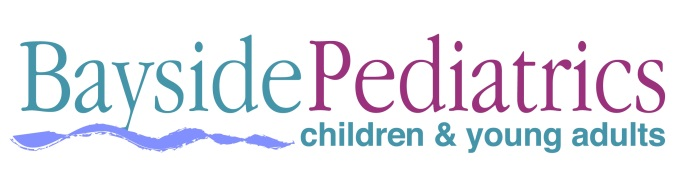 BaysidePediatrics
children & young adults